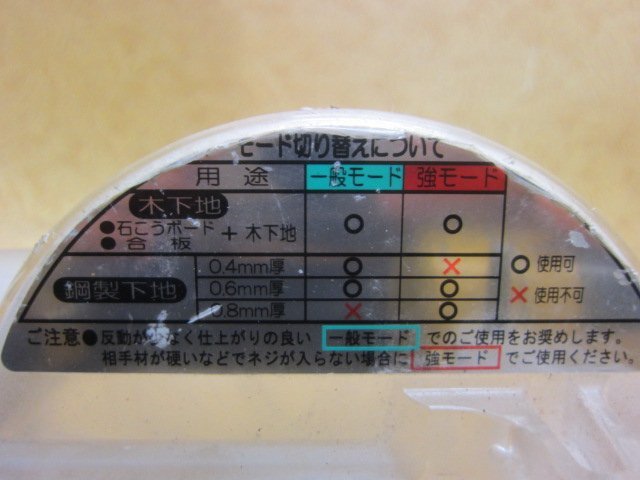 モード切り替えについて
用途 一般モード 強モード
木下地
●石こうボード + 木下地 ○ ○
●合板
鋼製下地
0.4mm厚 ○ ×
0.6mm厚 ○ ○
0.8mm厚 × ○
○ 使用可
× 使用不可
ご注意●反動が少なく仕上がりの良い 一般モード でのご使用をお奨めします。
相手材が硬いなどでネジが入らない場合に 強モード でご使用ください。